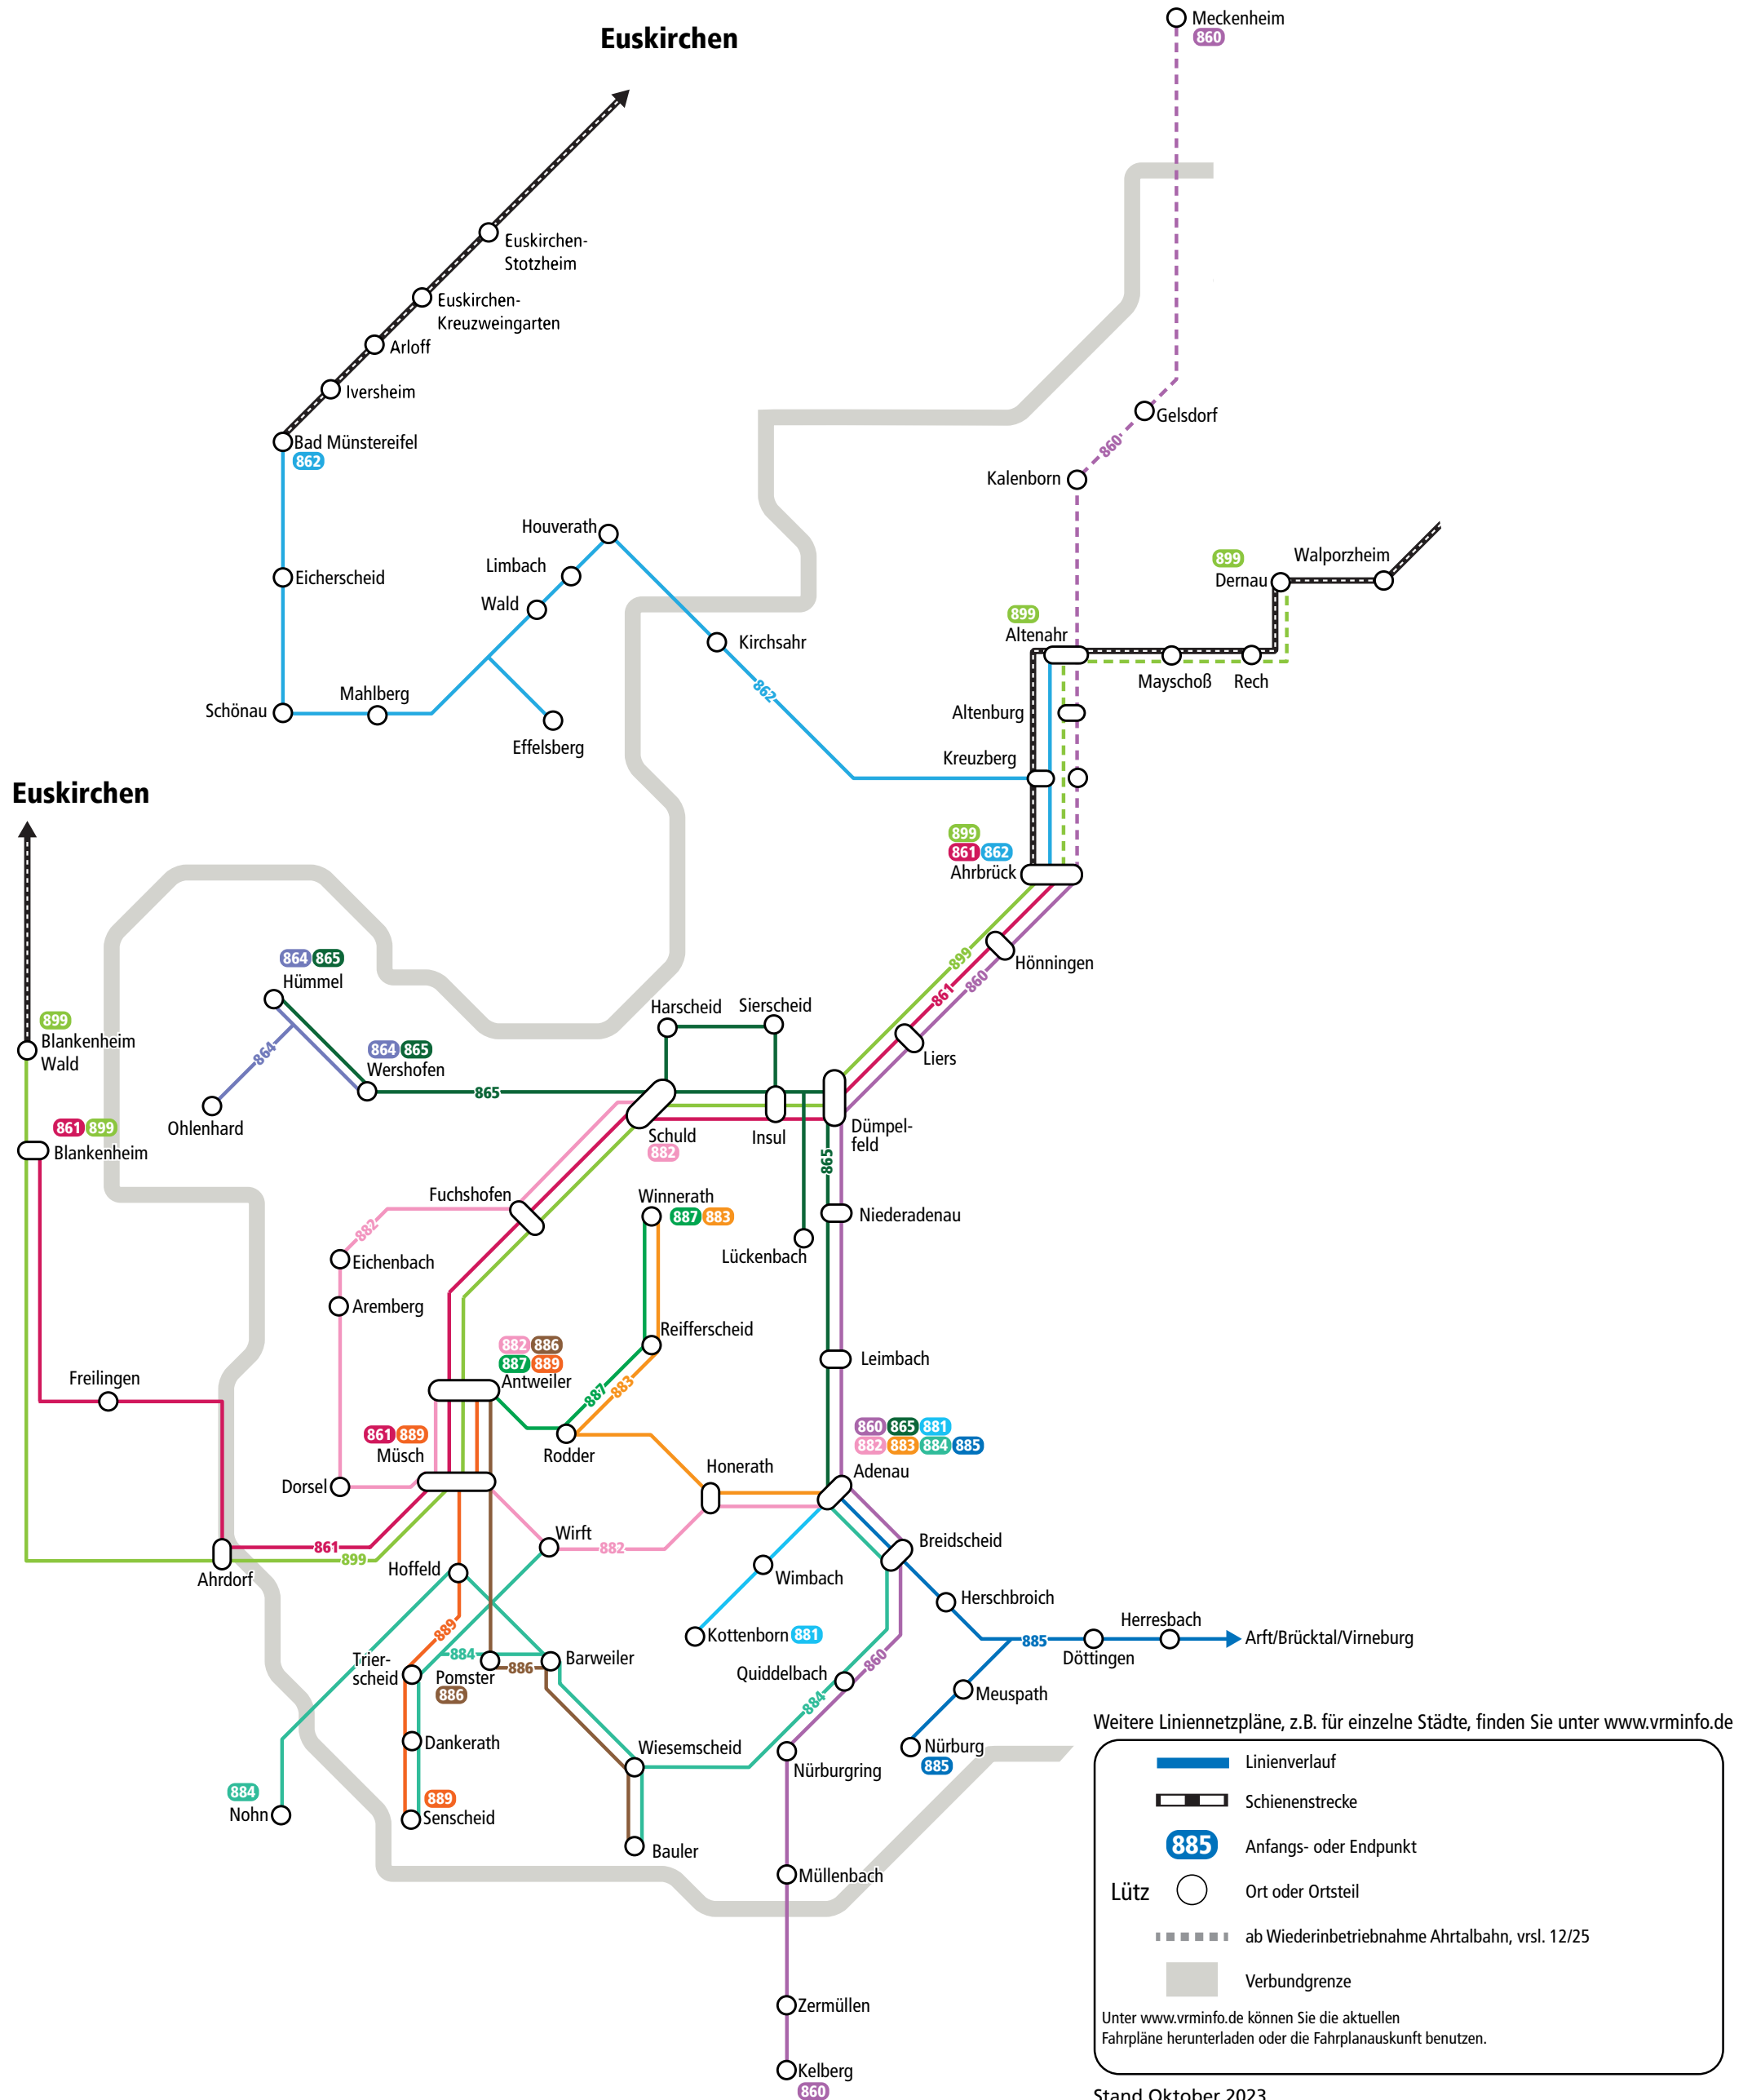 Meckenheim
860
Euskirchen
Euskirchen-
Stotzheim
Euskirchen-
Kreuzweingarten
Arloff
Iversheim
Bad Münstereifel
862
Gelsdorf
860
Kalenborn
Houverath
Limbach
Wald
Eicherscheid
Kirchsahr
862
Mahlberg
Schönau
Effelsberg
899
Walporzheim
Dernau
899
Altenahr
Mayschoß
Rech
Altenburg
Kreuzberg
899
861 862
Ahrbrück
Euskirchen
899
861
860
Hönningen
Liers
864 865
Hümmel
864
Ohlenhard
864 865
Wershofen
865
Harscheid
Sierscheid
899
Blankenheim
Wald
861 899
Blankenheim
Schuld
882
Insul
Dümpel-
feld
865
Fuchshofen
882
Eichenbach
Aremberg
Winnerath
887 883
Lückenbach
Niederadenau
Reifferscheid
Leimbach
882 886
887 889
Antweiler
887
883
Freilingen
861 889
Müsch
Rodder
Dorsel
Honerath
860 865 881
882 883 884 885
Adenau
861
899
Ahrdorf
Wirft
882
Hoffeld
Wimbach
Kottenborn 881
Breidscheid
Herschbroich
885
Herresbach
Döttingen
Arft/Brücktal/Virneburg
889
Trier-
scheid
884
Pomster
886
886
Barweiler
Quiddelbach
860
884
Meuspath
Nürburg
885
Dankerath
Wiesemscheid
Nürburgring
884
Nohn
889
Senscheid
Bauler
Müllenbach
Zermüllen
Kelberg
860
Weitere Liniennetzpläne, z.B. für einzelne Städte, finden Sie unter www.vrminfo.de
Linienverlauf
Schienenstrecke
885 Anfangs- oder Endpunkt
Lütz Ort oder Ortsteil
ab Wiederinbetriebnahme Ahrtalbahn, vrsl. 12/25
Verbundgrenze
Unter www.vrminfo.de können Sie die aktuellen
Fahrpläne herunterladen oder die Fahrplanauskunft benutzen.
Stand Oktober 2023